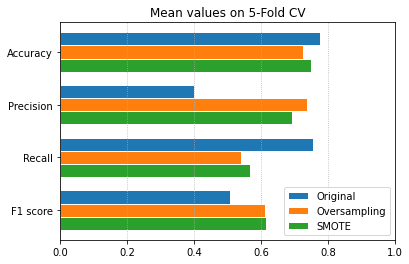 Mean values on 5-Fold CV
Accuracy
Precision
Recall
F1 score
Original
Oversampling
SMOTE
0.0 0.2 0.4 0.6 0.8 1.0